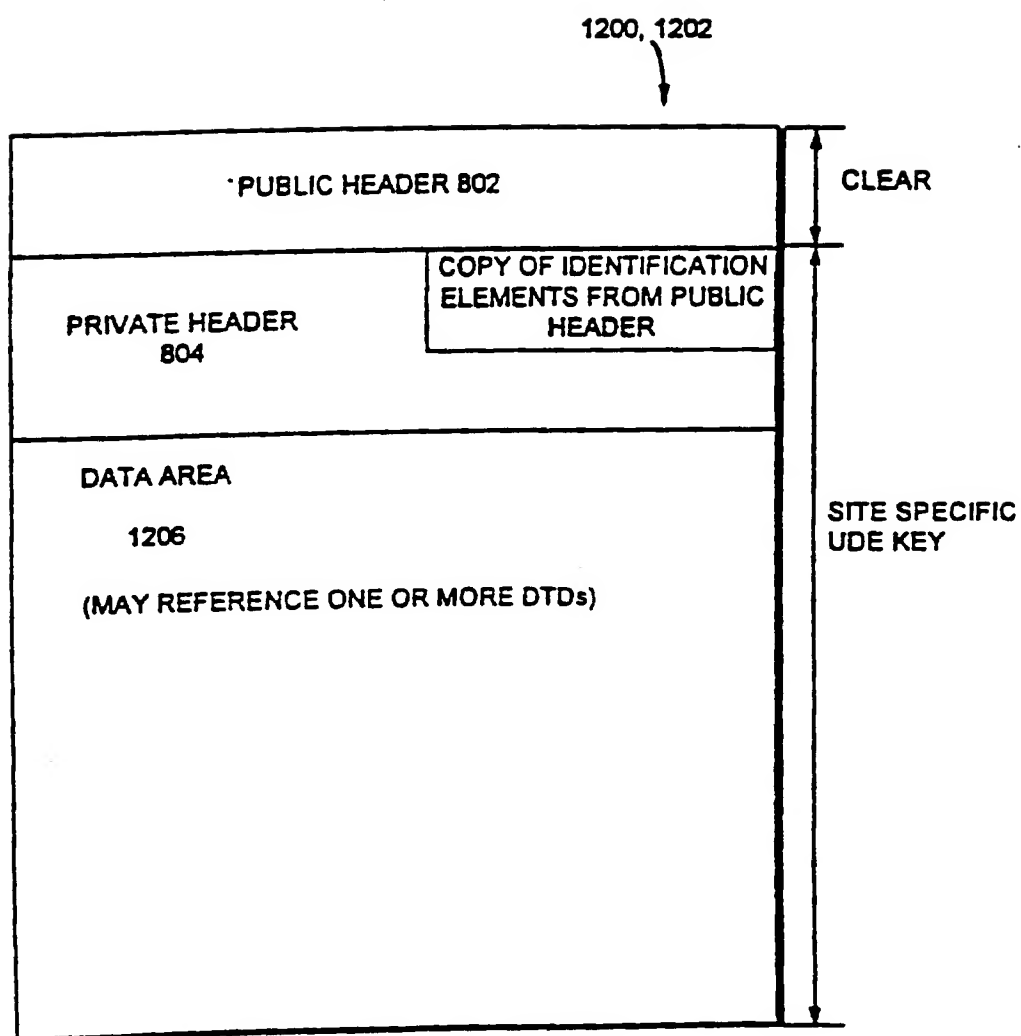 1200, 1202
PUBLIC HEADER 802
CLEAR
COPY OF IDENTIFICATION
ELEMENTS FROM PUBLIC
HEADER
PRIVATE HEADER
804
DATA AREA
1206
(MAY REFERENCE ONE OR MORE DTDs)
SITE SPECIFIC
UDE KEY